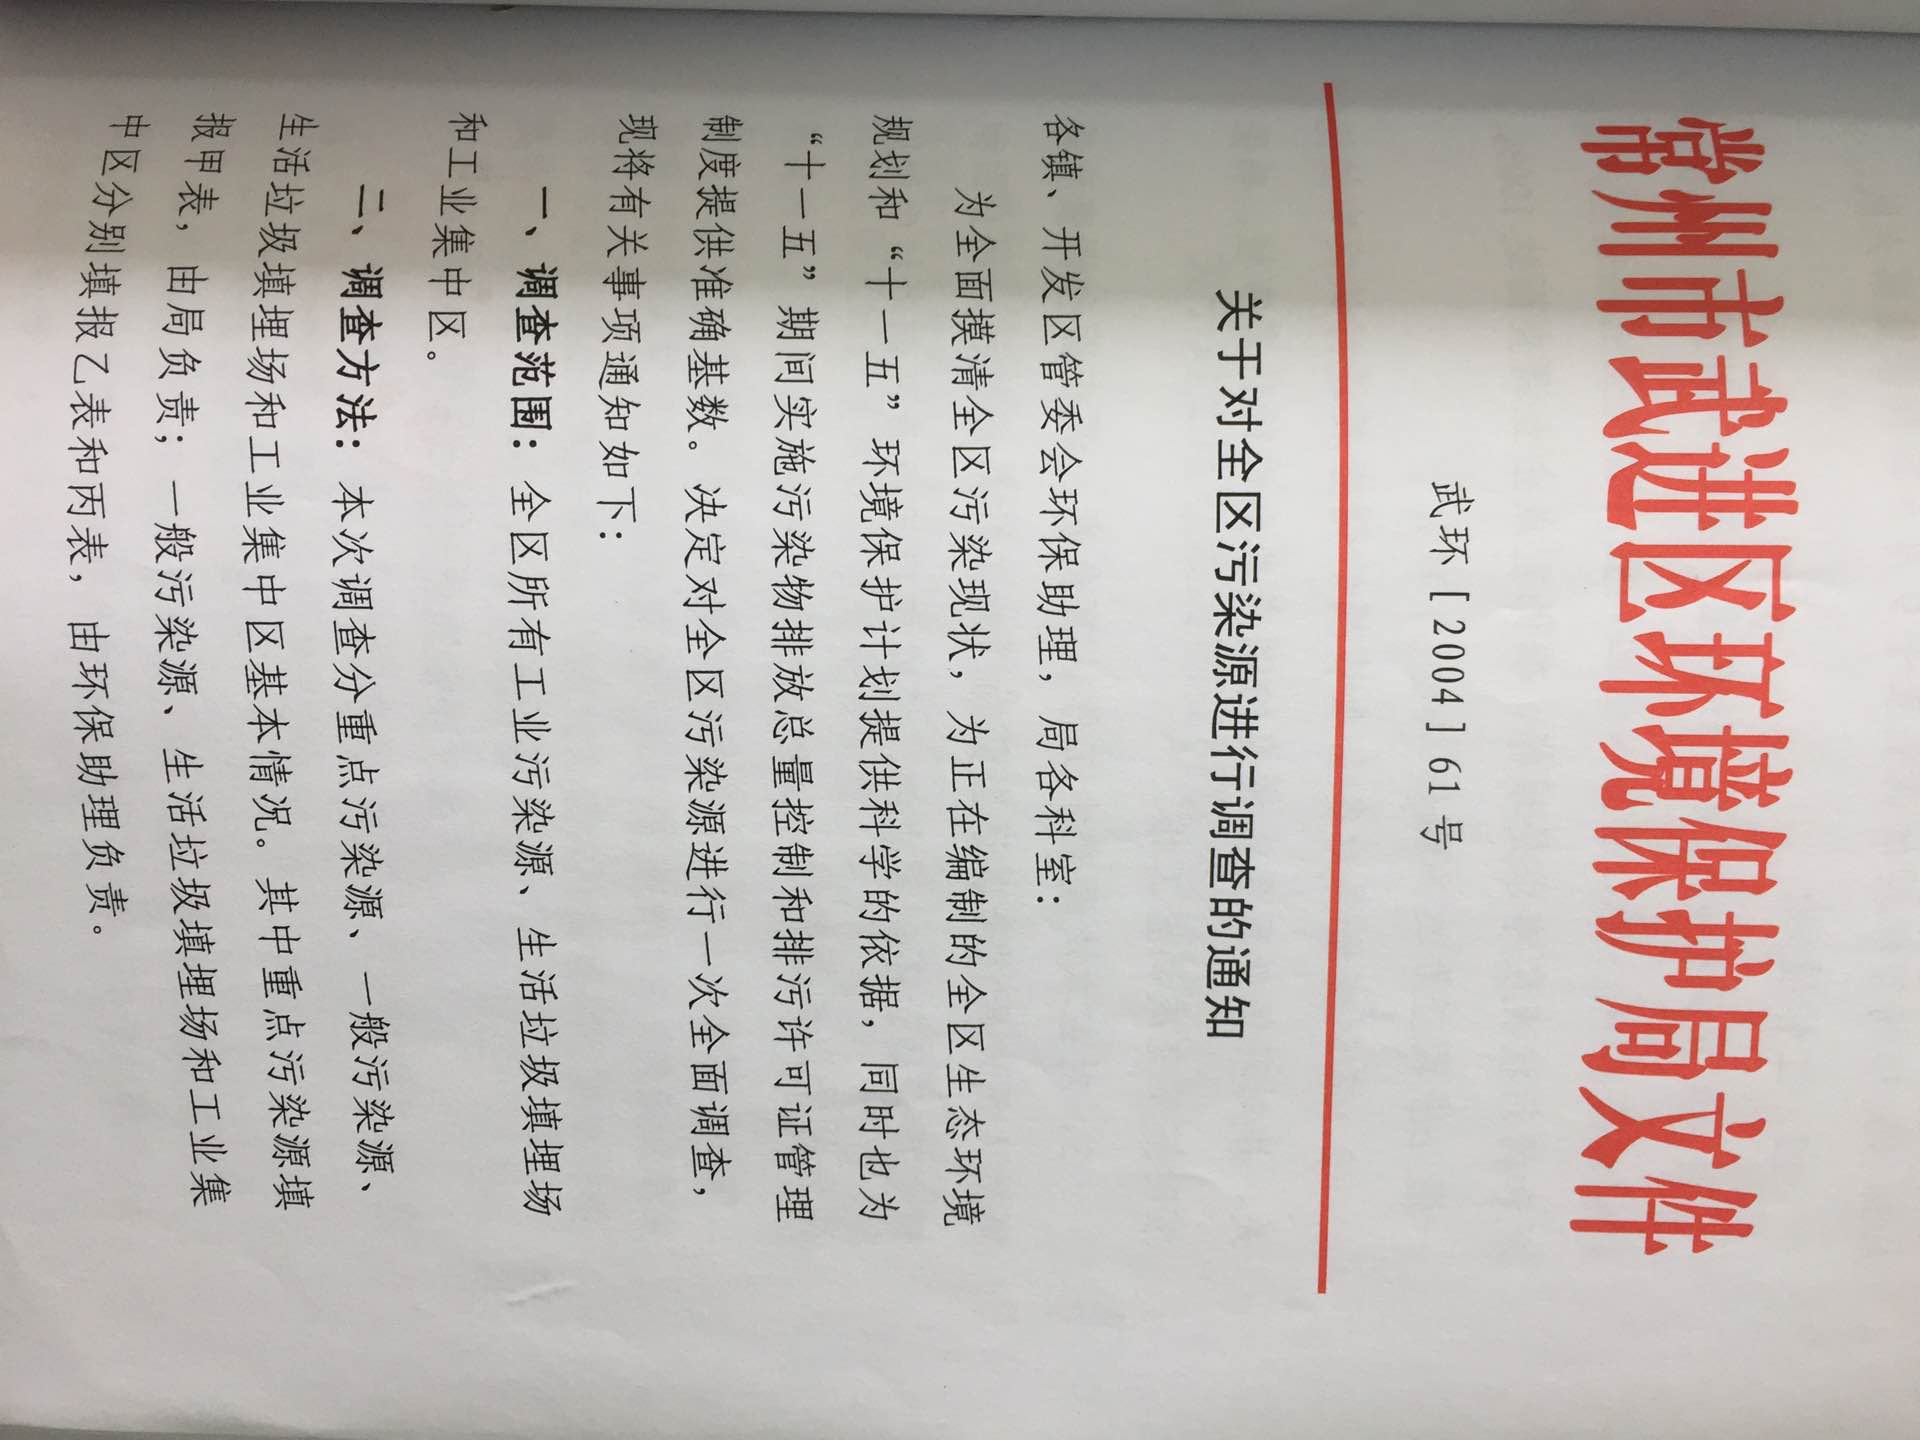 常州市武进区环境保护局文件
武环［2004］61号
关于对全区污染源进行调查的通知
各镇、开发区管委会环保助理，局各科室：
为全面摸清全区污染现状，为正在编制的全区生态环境
规划和“十一五”环境保护计划提供科学的依据，同时也为
“十一五”期间实施污染物排放总量控制和排污许可证管理
制度提供准确基数。决定对全区污染源进行一次全面调查，
现将有关事项通知如下：
一、调查范围：全区所有工业污染源、生活垃圾填埋场
和工业集中区。
二、调查方法：本次调查分重点污染源、一般污染源、
生活垃圾填埋场和工业集中区基本情况。其中重点污染源填
报甲表，由局负责；一般污染源、生活垃圾填埋场和工业集
中区分别填报乙表和丙表，由环保助理负责。